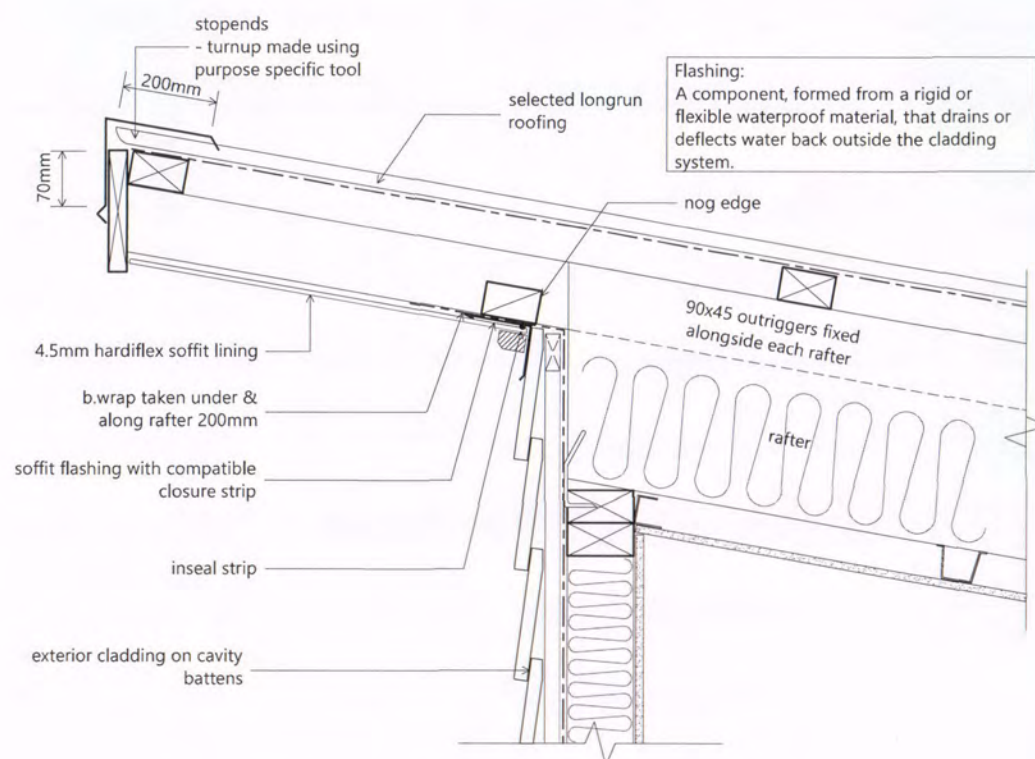 stopends
- turnup made using
purpose specific tool
200mm
selected longrun
roofing
Flashing:
A component, formed from a rigid or
flexible waterproof material, that drains or
deflects water back outside the cladding
system.
70mm
nog edge
90x45 outriggers fixed
alongside each rafter
4.5mm hardiflex soffit lining
b.wrap taken under &
along rafter 200mm
rafter
soffit flashing with compatible
closure strip
inseal strip
exterior cladding on cavity
battens